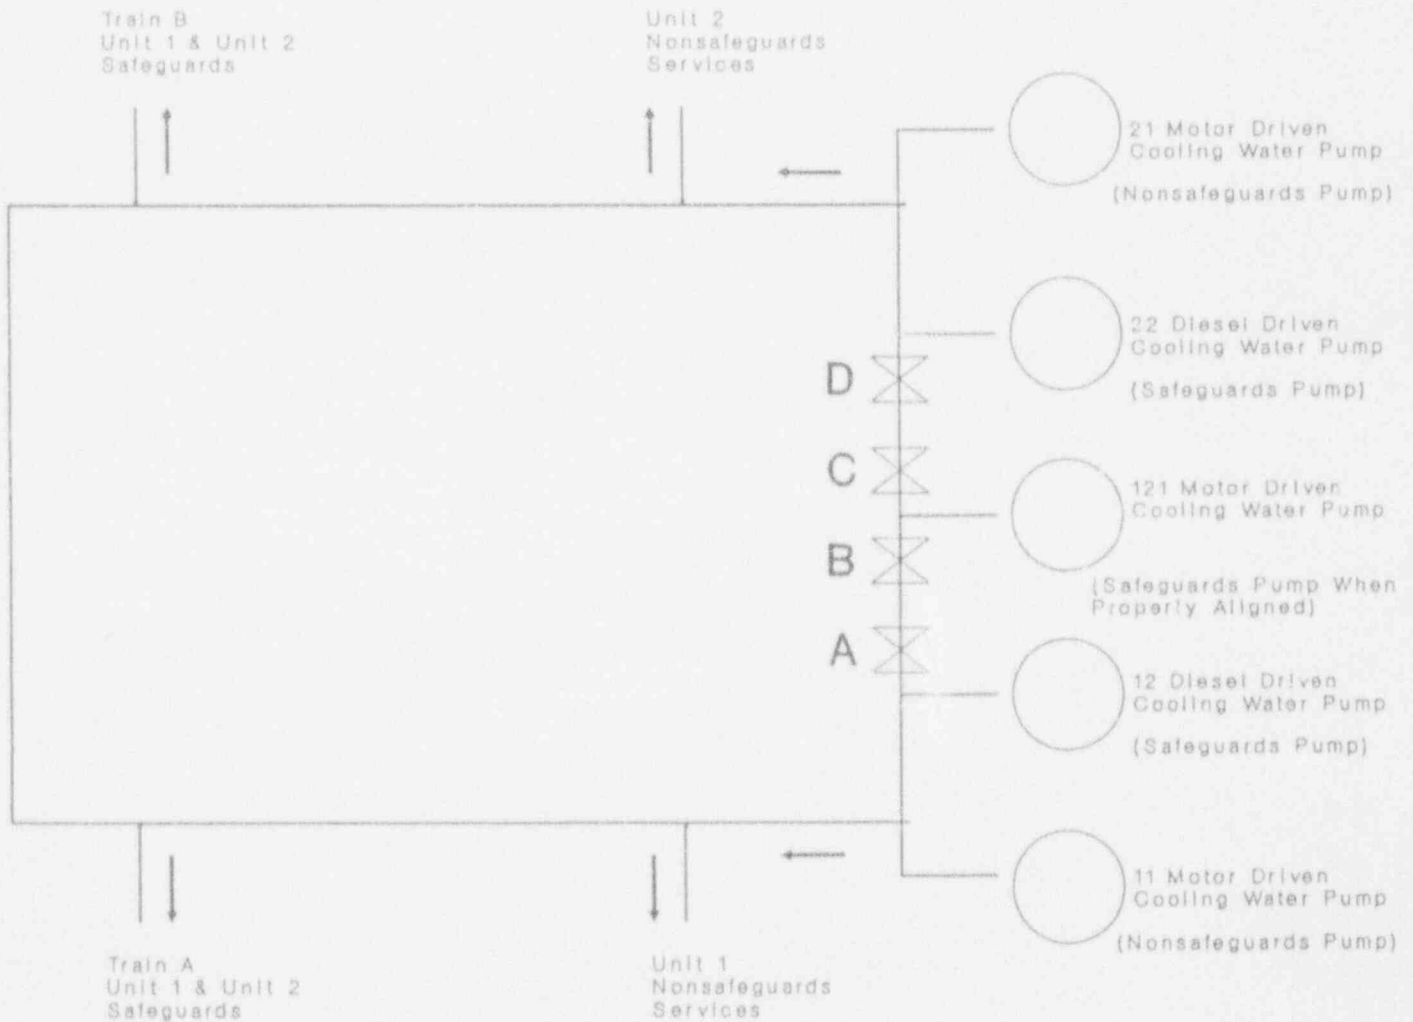 Train B
Unit 1 & Unit 2
Safeguards
Unit 2
Nonsafeguards
Services
21 Motor Driven
Cooling Water Pump
(Nonsafeguards Pump)
22 Diesel Driven
Cooling Water Pump
(Safeguards Pump)
D
C
121 Motor Driven
Cooling Water Pump
B
(Safeguards Pump When
Properly Aligned)
A
12 Diesel Driven
Cooling Water Pump
(Safeguards Pump)
11 Motor Driven
Cooling Water Pump
(Nonsafeguards Pump)
Train A
Unit 1 & Unit 2
Safeguards
Unit 1
Nonsafeguards
Services